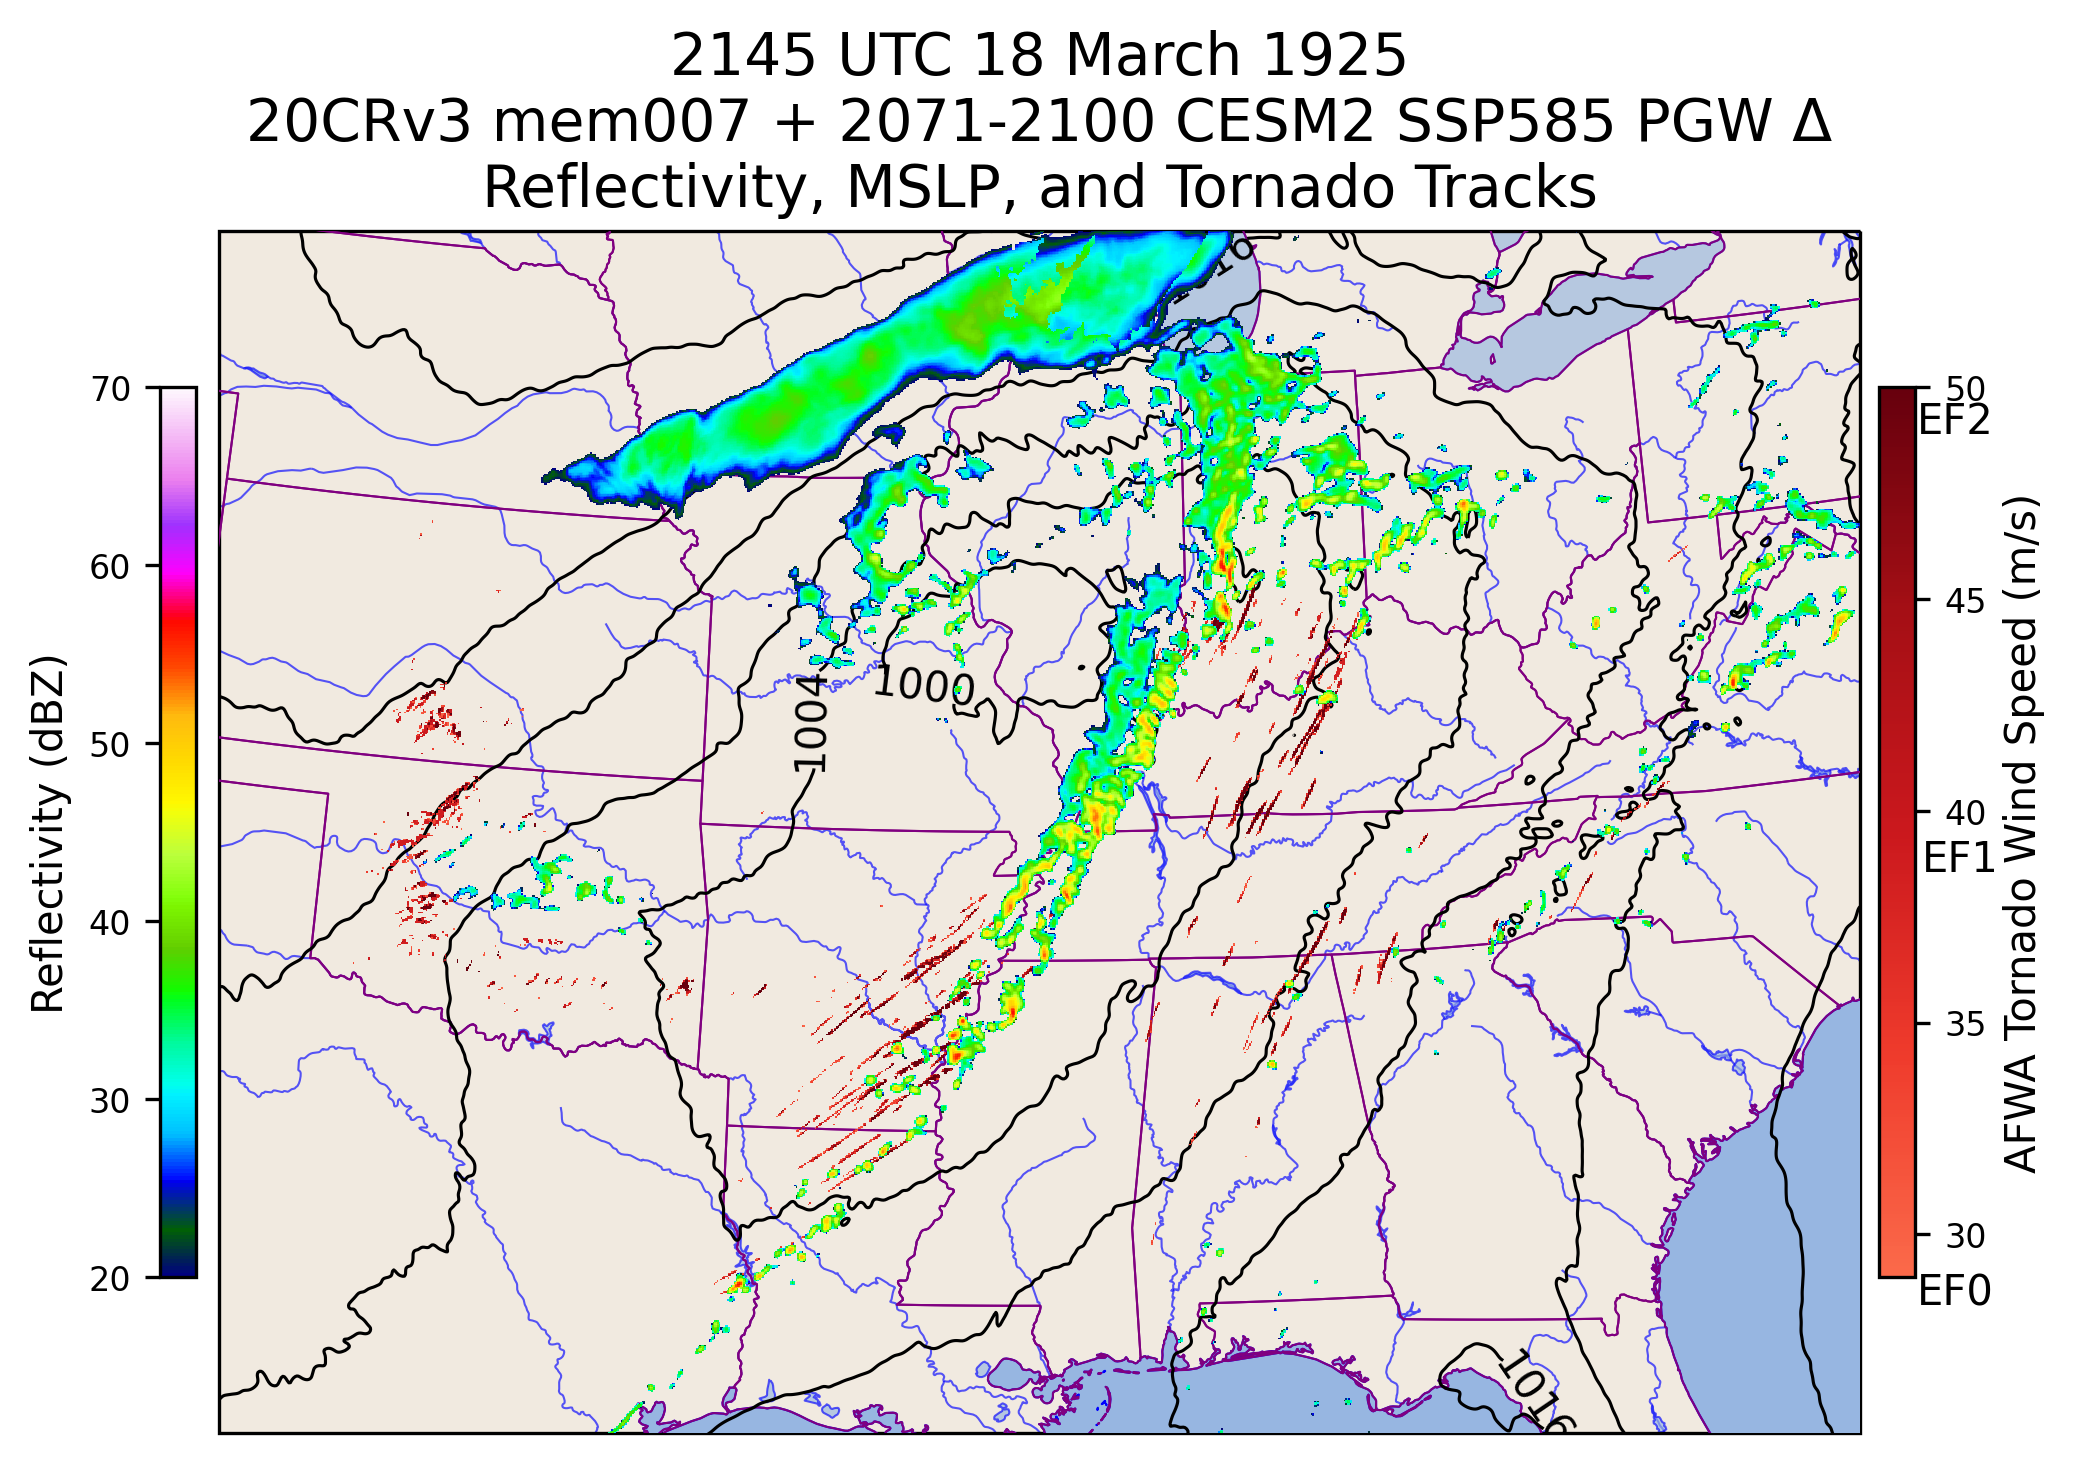 2145 UTC 18 March 1925
20CRv3 mem007 + 2071-2100 CESM2 SSP585 PGW Δ
Reflectivity, MSLP, and Tornado Tracks
70
60
50
40
30
20
Reflectivity (dBZ)
1000
1004
1016
50
EF2
45
40
EF1
35
30
EF0
AFWA Tornado Wind Speed (m/s)